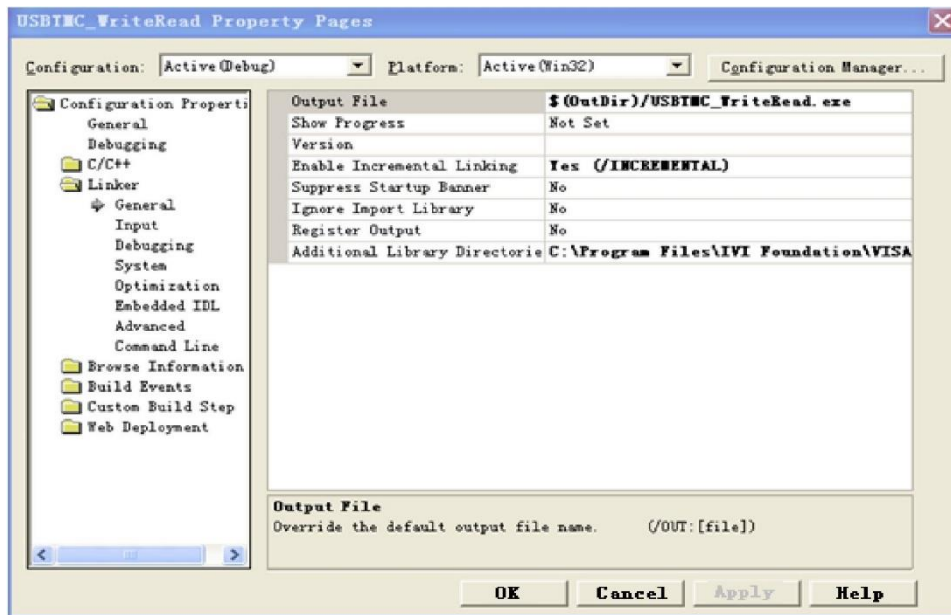 USBTMC_WriteRead Property Pages
Configuration: Active(Debug) Platform: Active(Win32) Configuration Manager...
Configuration Properti
General
Debugging
C/C++
Linker
General
Input
Debugging
System
Optimization
Embedded IDL
Advanced
Command Line
Browse Information
Build Events
Custom Build Step
Web Deployment
Output File $(OutDir)/USBTMC_WriteRead.exe
Show Progress Not Set
Version
Enable Incremental Linking Yes (/INCREMENTAL)
Suppress Startup Banner No
Ignore Import Library No
Register Output No
Additional Library Directorie C:\Program Files\IVI Foundation\VISA
Output File
Override the default output file name. (/OUT:[file])
OK Cancel Apply Help